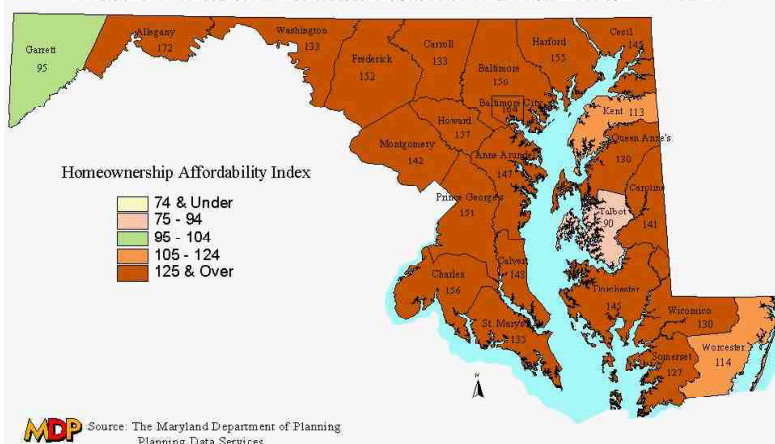 Garrett
95
Allegany
172
Washington
133
Frederick
152
Carroll
133
Baltimore
156
Harford
155
Cecil
145
Baltimore City
164
Kent 113
Howard
157
Queen Anne's
130
Montgomery
142
Anne Arundel
147
Caroline
141
Prince George's
151
Talbot
90
Calvert
148
Charles
156
Dorchester
145
St. Mary's
135
Wicomico
130
Somerset
127
Worcester
114
Homeownership Affordability Index
74 & Under
75 - 94
95 - 104
105 - 124
125 & Over
N
MDP Source: The Maryland Department of Planning
Planning Data Services